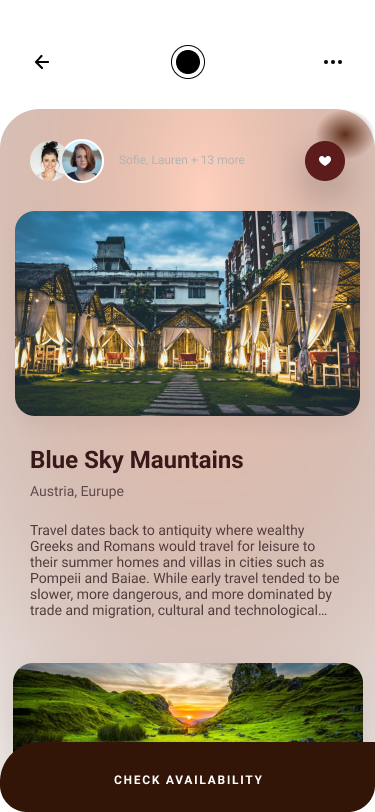 Sofie, Lauren + 13 more
Blue Sky Mauntains
Austria, Eurupe
Travel dates back to antiquity where wealthy
Greeks and Romans would travel for leisure to
their summer homes and villas in cities such as
Pompeii and Baiae. While early travel tended to be
slower, more dangerous, and more dominated by
trade and migration, cultural and technological...
CHECK AVAILABILITY